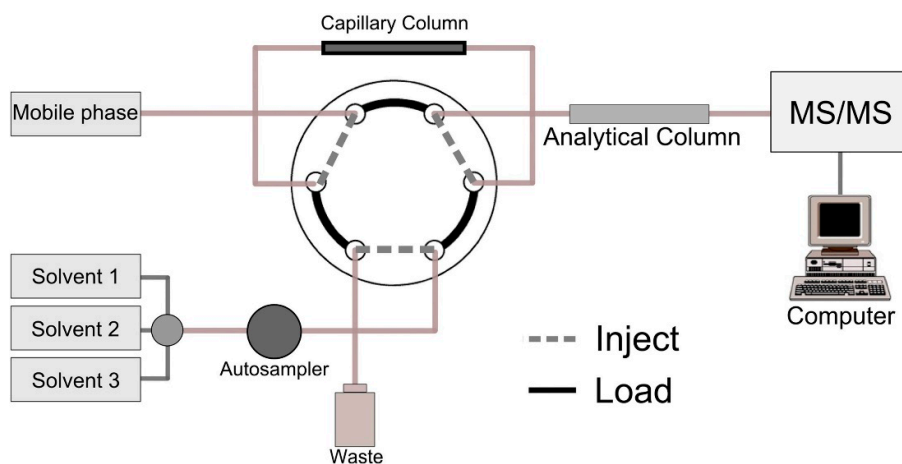 Capillary Column
Mobile phase
Analytical Column
MS/MS
Solvent 1
Solvent 2
Solvent 3
Autosampler
Waste
Inject
Load
Computer